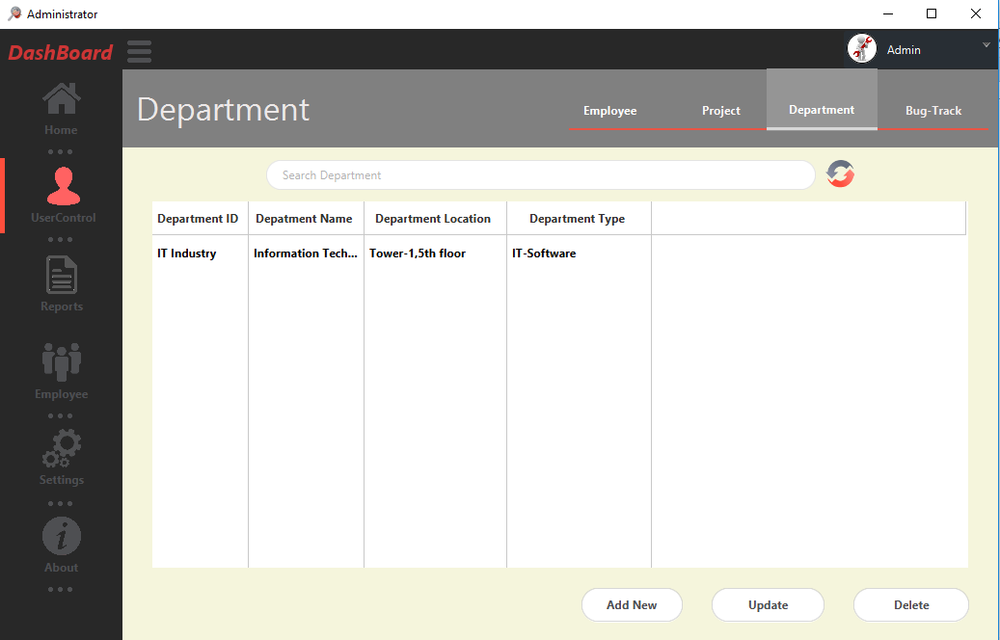 Administrator
DashBoard
Admin
Department
Employee
Project
Department
Bug-Track
Home
UserControl
Reports
Employee
Settings
About
Search Department
Department ID
Depatment Name
Department Location
Department Type
IT Industry
Information Tech...
Tower-1,5th floor
IT-Software
Add New
Update
Delete